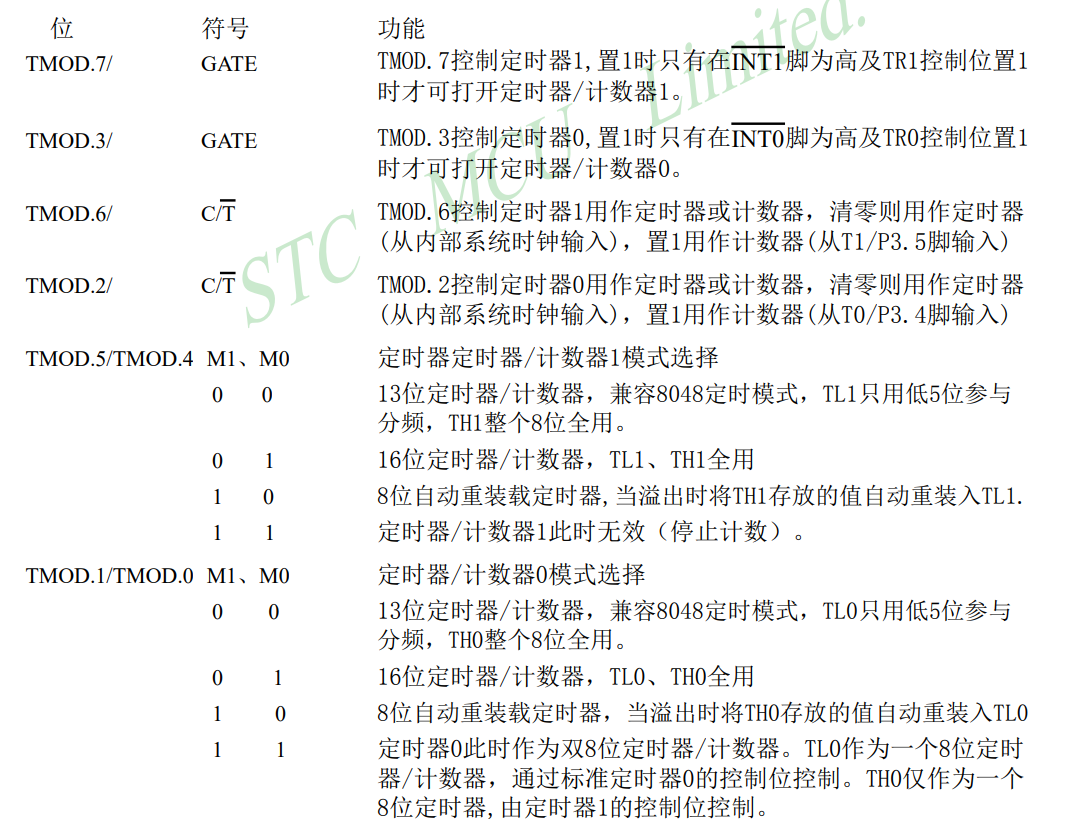 位 符号 功能
TMOD.7/ GATE TMOD.7控制定时器1,置1时只有在INT1脚为高及TR1控制位置1
时才可打开定时器/计数器1。
TMOD.3/ GATE TMOD.3控制定时器0,置1时只有在INT0脚为高及TR0控制位置1
时才可打开定时器/计数器0。
TMOD.6/ C/T TMOD.6控制定时器1用作定时器或计数器，清零则用作定时器
(从内部系统时钟输入)，置1用作计数器(从T1/P3.5脚输入)
TMOD.2/ C/T TMOD.2控制定时器0用作定时器或计数器，清零则用作定时器
(从内部系统时钟输入)，置1用作计数器(从T0/P3.4脚输入)
TMOD.5/TMOD.4 M1、M0 定时器定时器/计数器1模式选择
0 0 13位定时器/计数器，兼容8048定时模式，TL1只用低5位参与
分频，TH1整个8位全用。
0 1 16位定时器/计数器，TL1、TH1全用
1 0 8位自动重装载定时器,当溢出时将TH1存放的值自动重装入TL1.
1 1 定时器/计数器1此时无效（停止计数）。
TMOD.1/TMOD.0 M1、M0 定时器/计数器0模式选择
0 0 13位定时器/计数器，兼容8048定时模式，TL0只用低5位参与
分频，TH0整个8位全用。
0 1 16位定时器/计数器，TL0、TH0全用
1 0 8位自动重装载定时器，当溢出时将TH0存放的值自动重装入TL0
1 1 定时器0此时作为双8位定时器/计数器。TL0作为一个8位定时
器/计数器，通过标准定时器0的控制位控制。TH0仅作为一个
8位定时器,由定时器1的控制位控制。
STC MCU Limited.